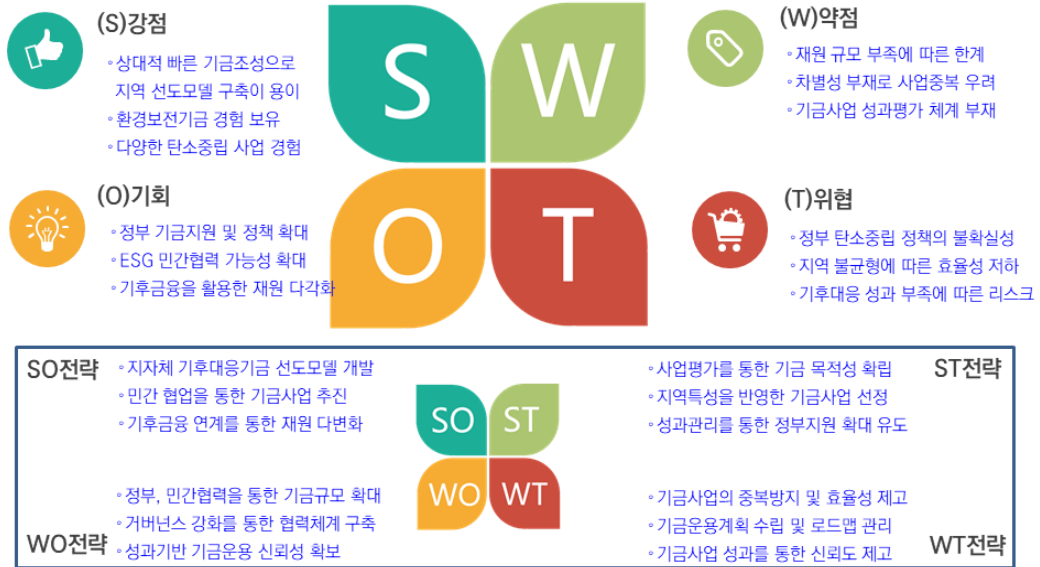 (S)강점
◦상대적 빠른 기금조성으로
지역 선도모델 구축이 용이
◦환경보전기금 경험 보유
◦다양한 탄소중립 사업 경험
S
W
(W)약점
◦재원 규모 부족에 따른 한계
◦차별성 부재로 사업중복 우려
◦기금사업 성과평가 체계 부재
(O)기회
◦정부 기금지원 및 정책 확대
◦ESG 민간협력 가능성 확대
◦기후금융을 활용한 재원 다각화
O
T
(T)위협
◦정부 탄소중립 정책의 불확실성
◦지역 불균형에 따른 효율성 저하
◦기후대응 성과 부족에 따른 리스크
SO전략
◦지자체 기후대응기금 선도모델 개발
◦민간 협업을 통한 기금사업 추진
◦기후금융 연계를 통한 재원 다변화
SO
ST
◦사업평가를 통한 기금 목적성 확립
◦지역특성을 반영한 기금사업 선정
◦성과관리를 통한 정부지원 확대 유도
ST전략
◦정부, 민간협력을 통한 기금규모 확대
◦거버넌스 강화를 통한 협력체계 구축
◦성과기반 기금운용 신뢰성 확보
WO전략
WO
WT
◦기금사업의 중복방지 및 효율성 제고
◦기금운용계획 수립 및 로드맵 관리
◦기금사업 성과를 통한 신뢰도 제고
WT전략